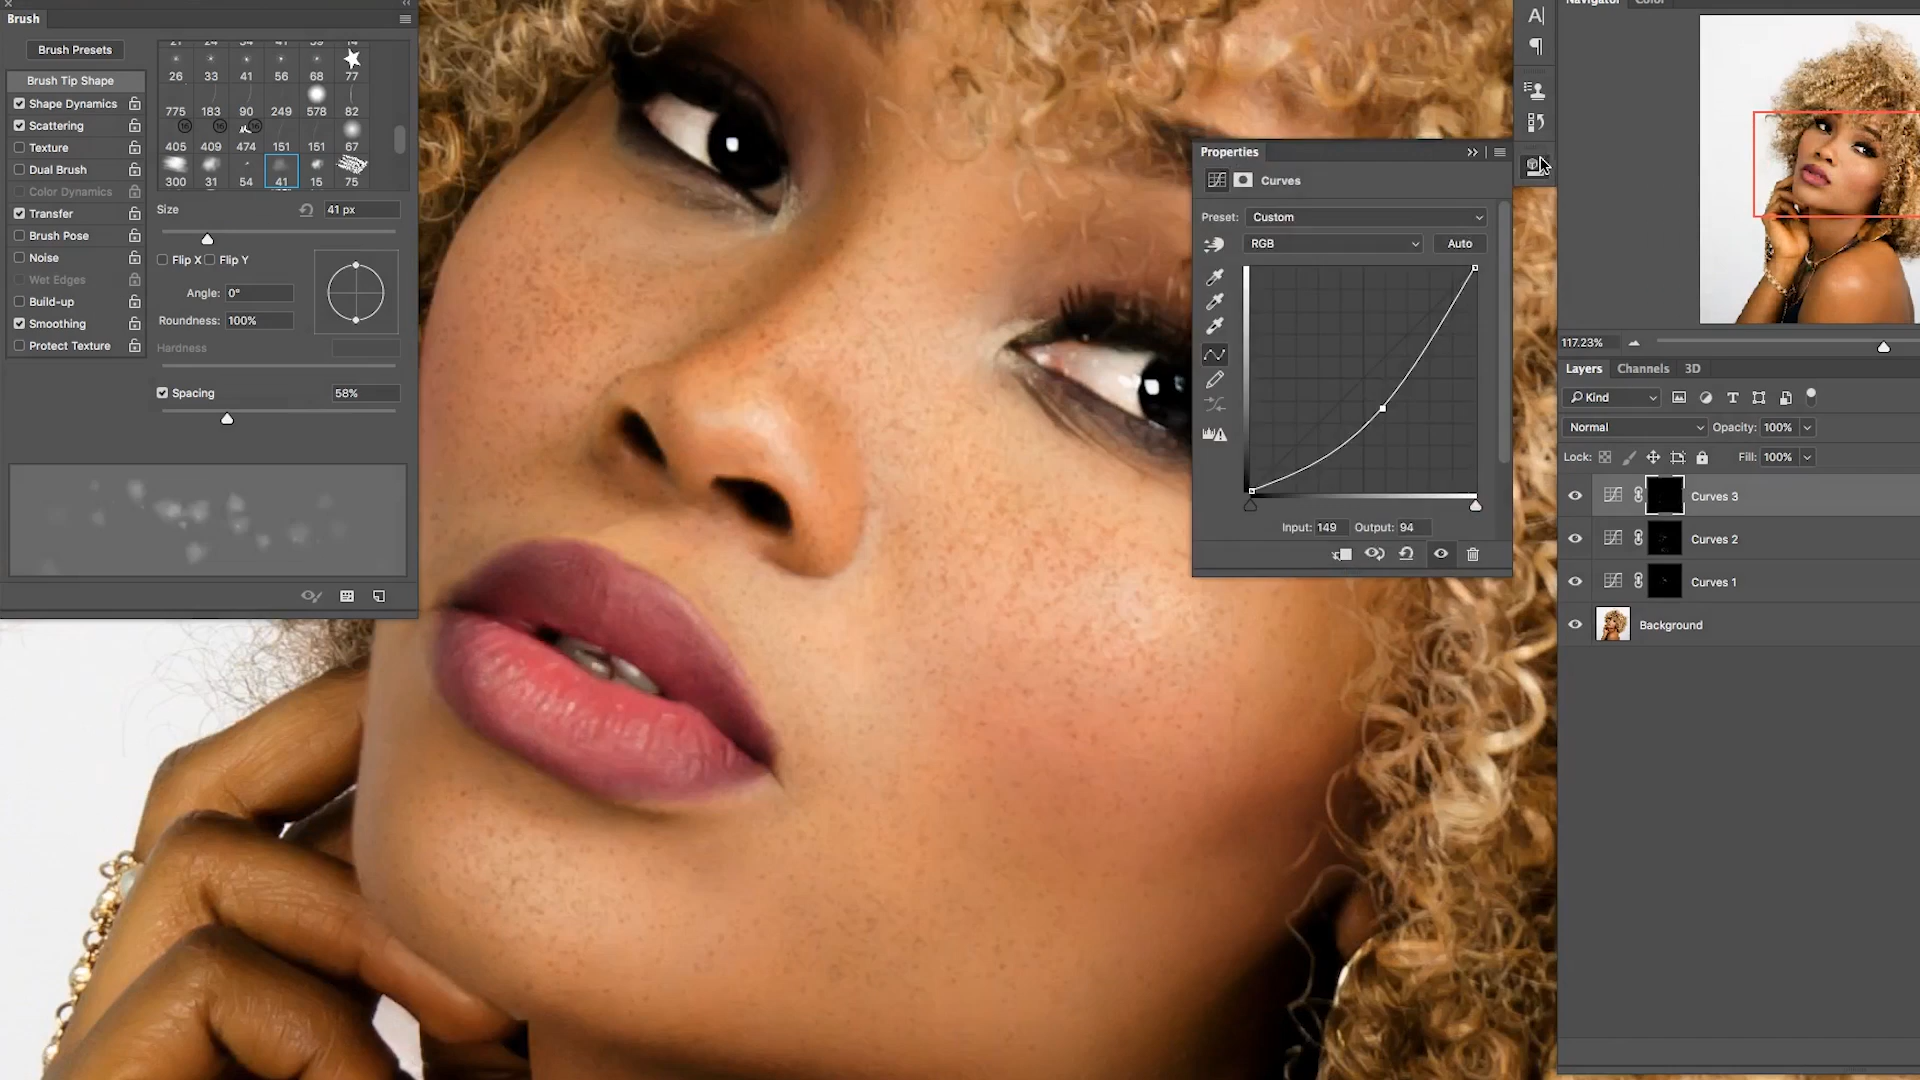 Brush
Brush Presets
Brush Tip Shape
Shape Dynamics
Scattering
Texture
Dual Brush
Color Dynamics
Transfer
Brush Pose
Noise
Wet Edges
Build-up
Smoothing
Protect Texture
26 33 41 56 68 77
775 183 90 249 578 82
16 16 16
405 409 474 151 151 67
300 31 54 41 15 75
Size 41 px
Flip X Flip Y
Angle: 0°
Roundness: 100%
Hardness
Spacing 58%
Properties
Curves
Preset: Custom
RGB Auto
Input: 149 Output: 94
A
Navigator Color
117.23%
Layers Channels 3D
Kind
T
Normal Opacity: 100%
Lock: Fill: 100%
Curves 3
Curves 2
Curves 1
Background